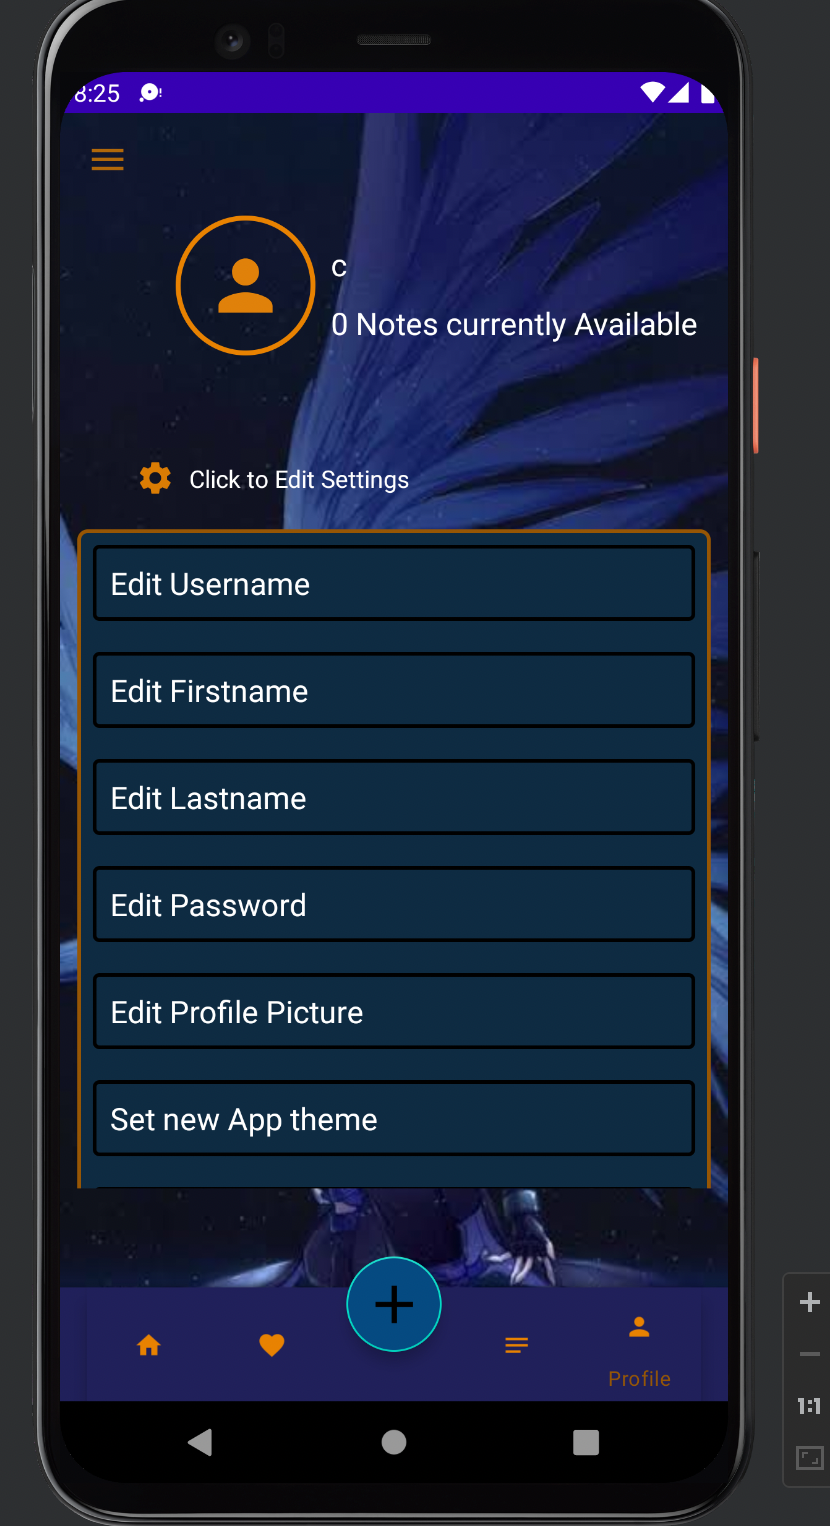 8:25
c
0 Notes currently Available
Click to Edit Settings
Edit Username
Edit Firstname
Edit Lastname
Edit Password
Edit Profile Picture
Set new App theme
Profile
1:1